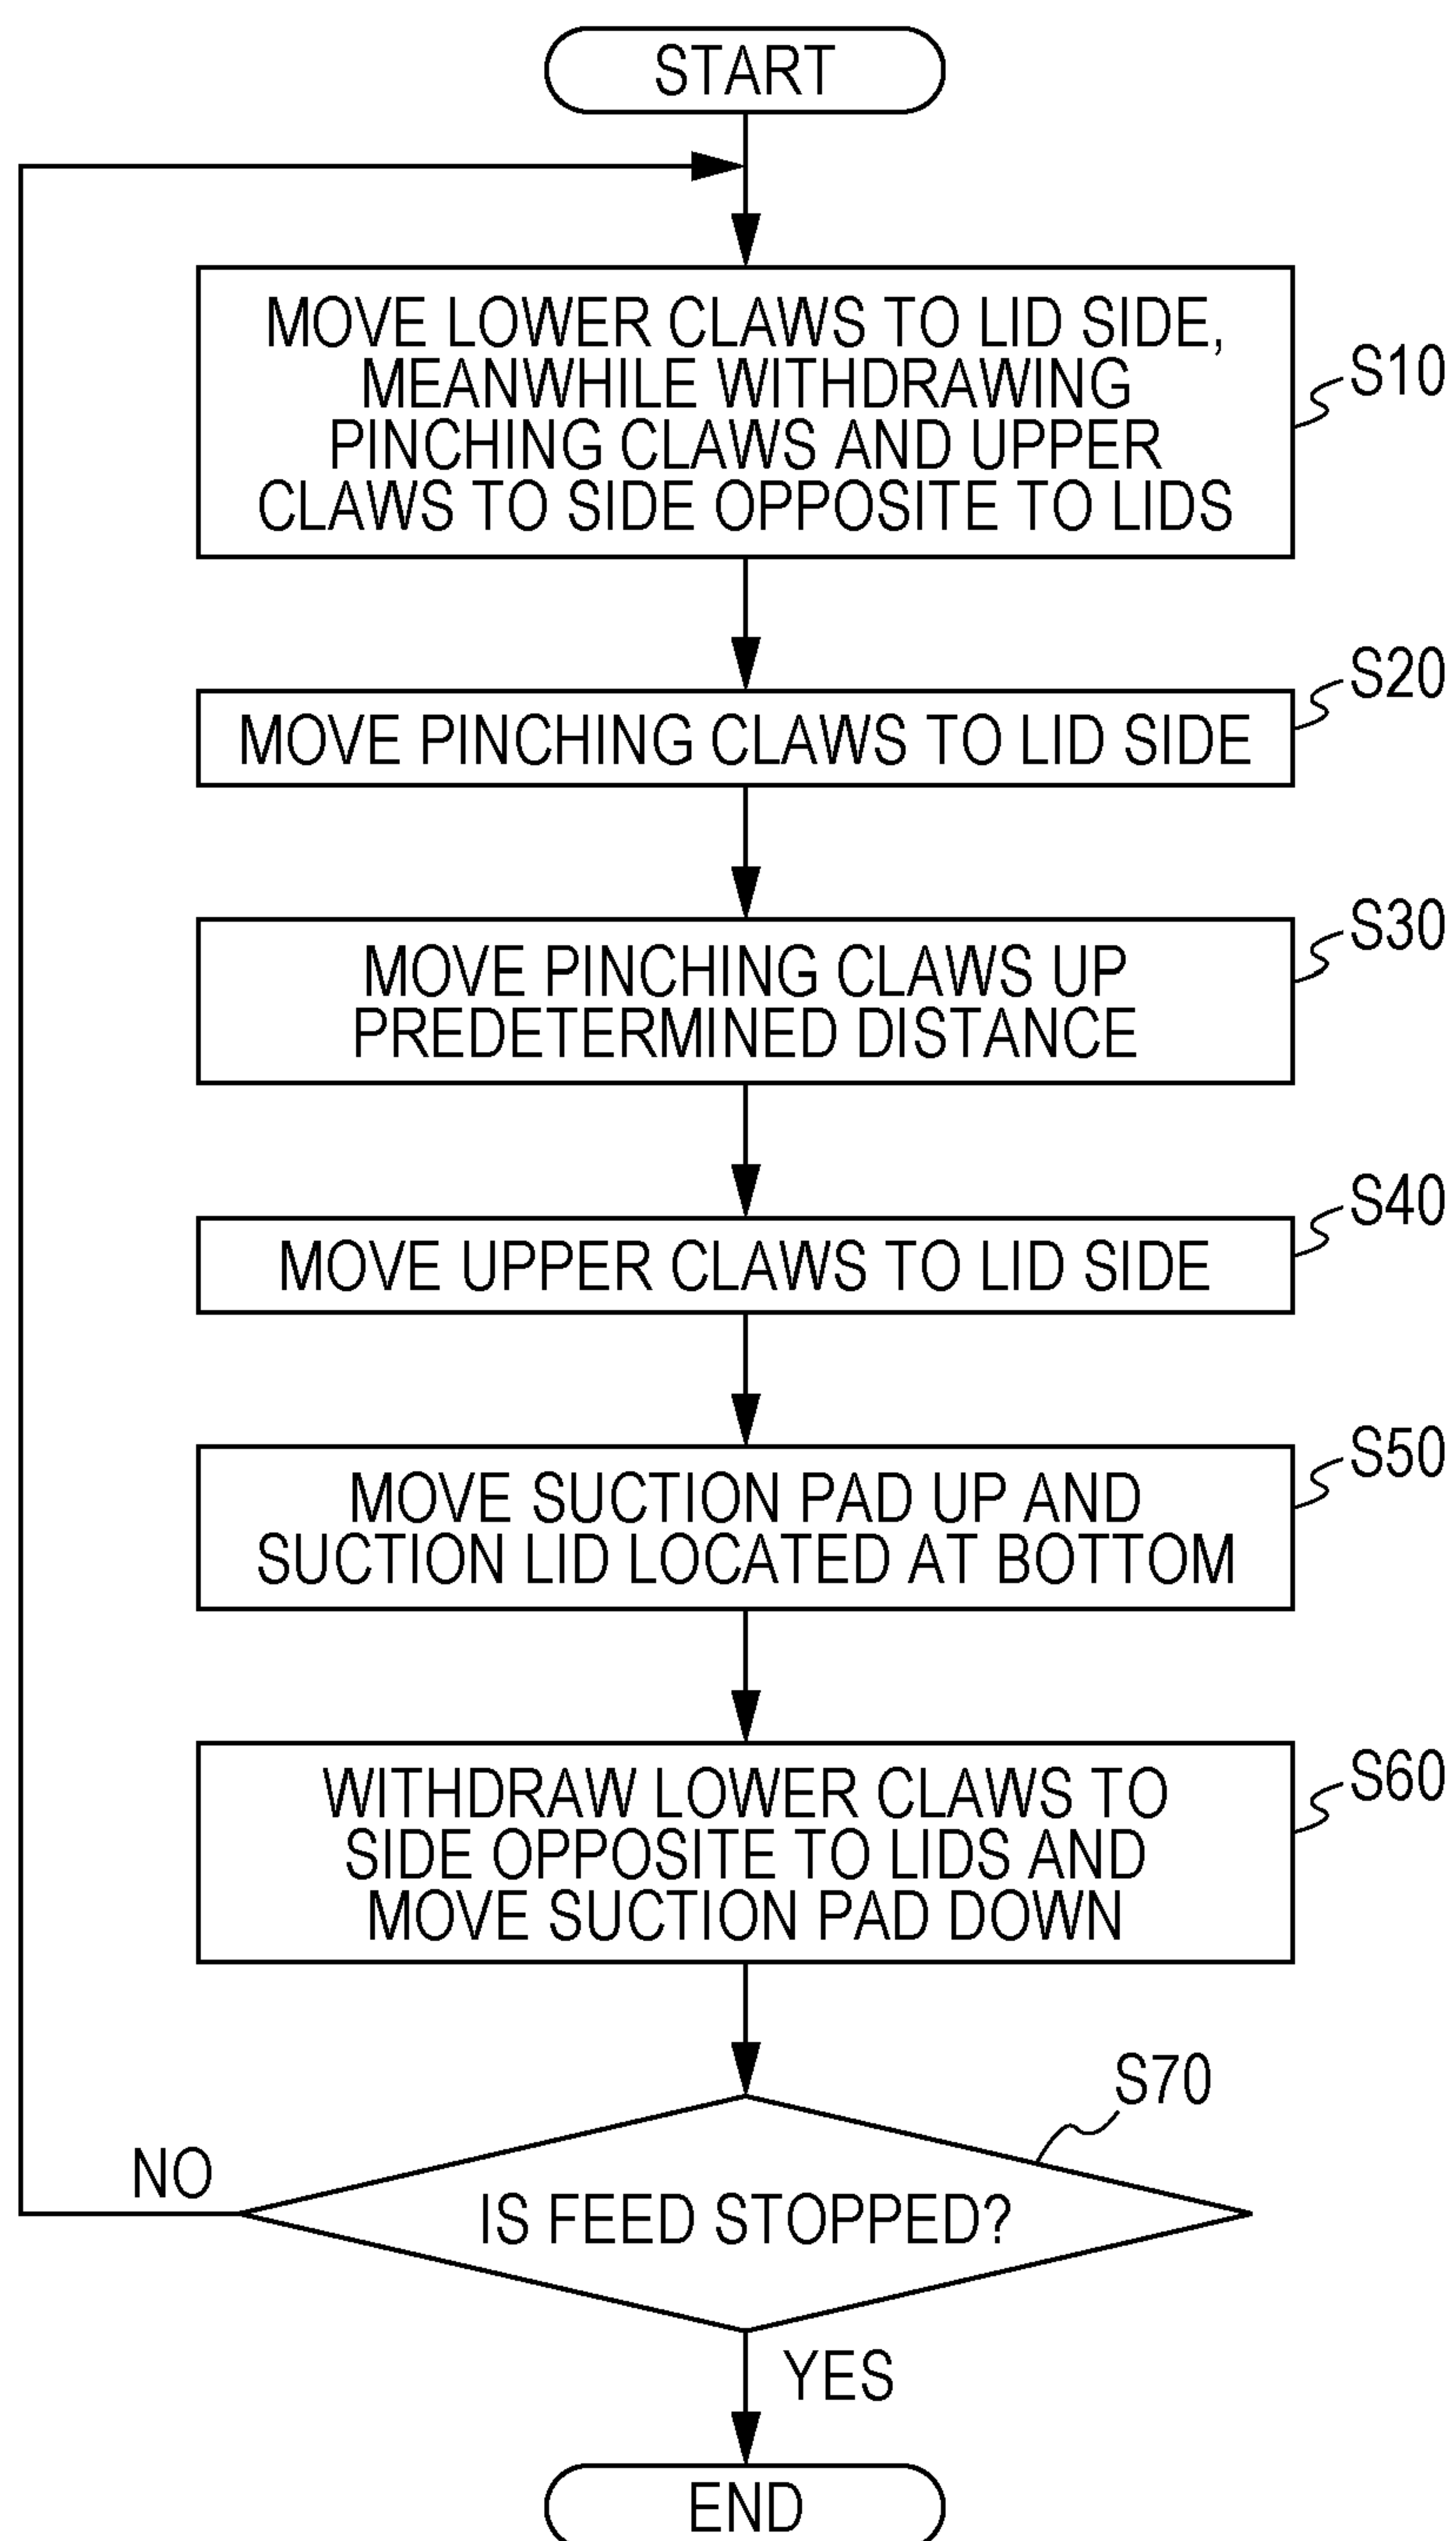 START
MOVE LOWER CLAWS TO LID SIDE,
MEANWHILE WITHDRAWING
PINCHING CLAWS AND UPPER
CLAWS TO SIDE OPPOSITE TO LIDS
S10
MOVE PINCHING CLAWS TO LID SIDE
S20
MOVE PINCHING CLAWS UP
PREDETERMINED DISTANCE
S30
MOVE UPPER CLAWS TO LID SIDE
S40
MOVE SUCTION PAD UP AND
SUCTION LID LOCATED AT BOTTOM
S50
WITHDRAW LOWER CLAWS TO
SIDE OPPOSITE TO LIDS AND
MOVE SUCTION PAD DOWN
S60
S70
NO
IS FEED STOPPED?
YES
END